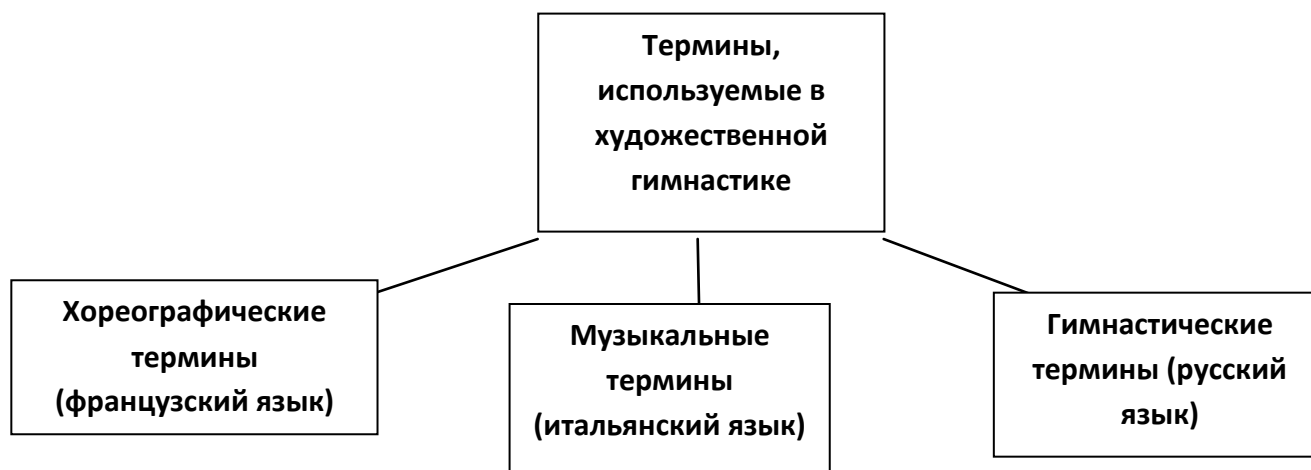 Термины,
используемые в
художественной
гимнастике
Хореографические
термины
(французский язык)
Музыкальные
термины
(итальянский язык)
Гимнастические
термины (русский
язык)